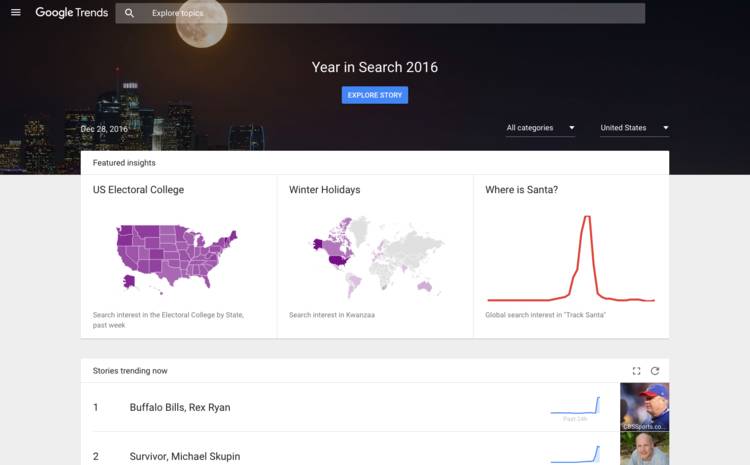 Google Trends
Explore topics
Year in Search 2016
EXPLORE STORY
Dec 28, 2016
All categories
United States
Featured insights
US Electoral College
Winter Holidays
Where is Santa?
Search interest in the Electoral College by State,
past week
Search interest in Kwanzaa
Global search interest in "Track Santa"
Stories trending now
1
Buffalo Bills, Rex Ryan
Past 24h
CBSSports.co...
2
Survivor, Michael Skupin